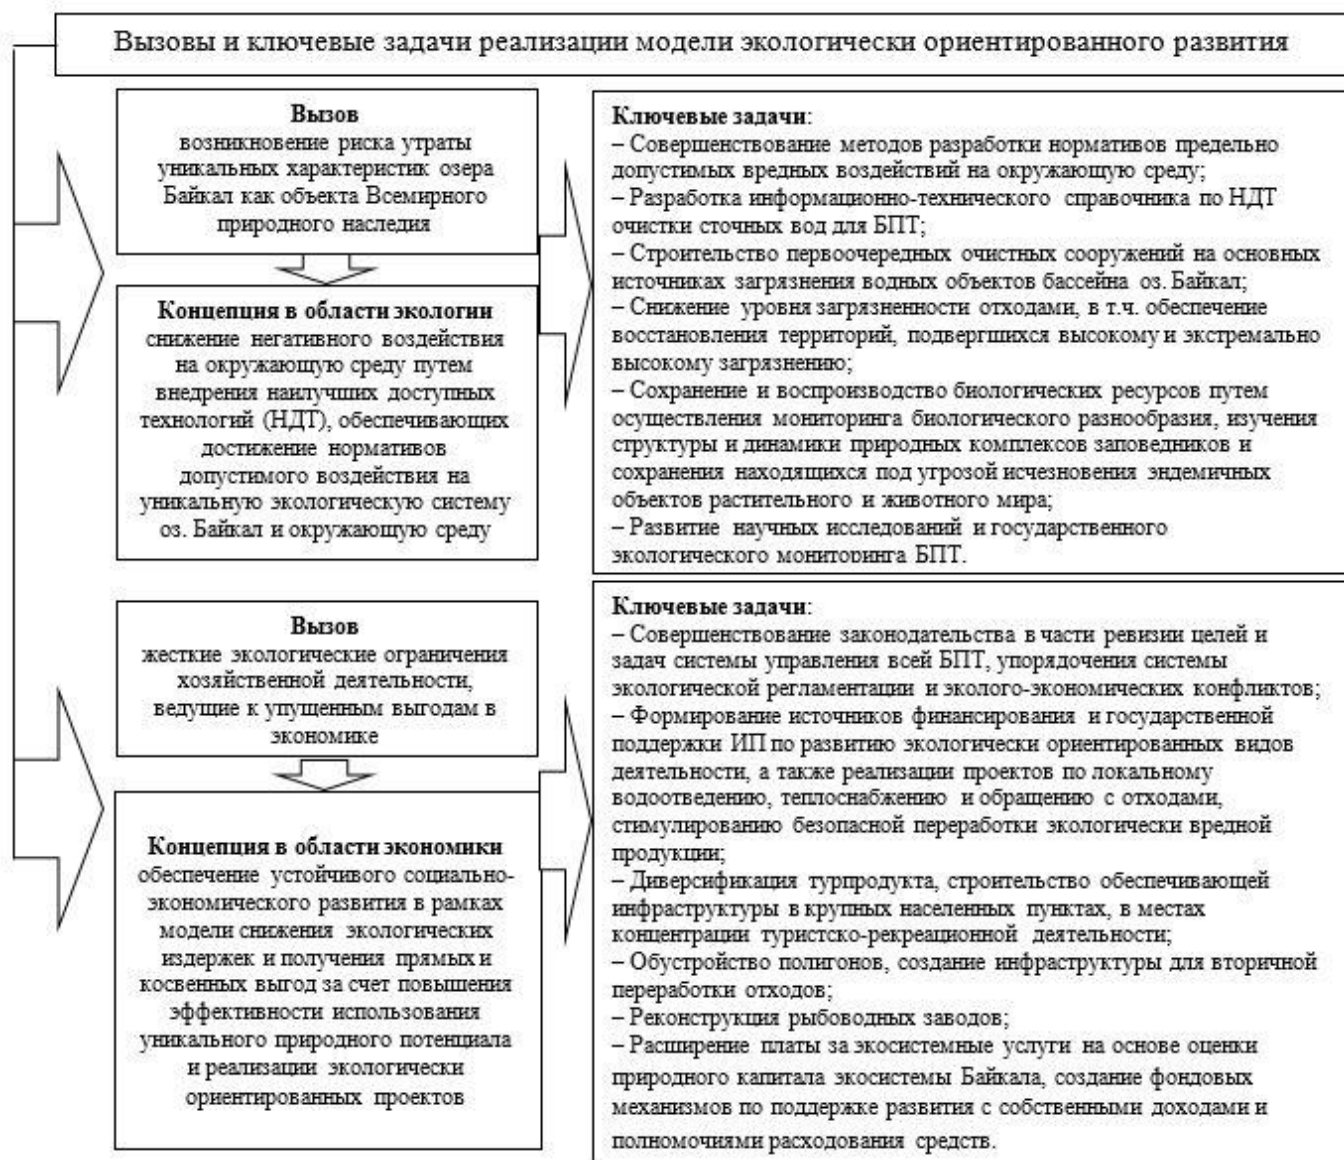 Вызовы и ключевые задачи реализации модели экологически ориентированного развития
Вызов
возникновение риска утраты
уникальных характеристик озера
Байкал как объекта Всемирного
природного наследия
Концепция в области экологии
снижение негативного воздействия
на окружающую среду путем
внедрения наилучших доступных
технологий (НДТ), обеспечивающих
достижение нормативов
допустимого воздействия на
уникальную экологическую систему
оз. Байкал и окружающую среду
Ключевые задачи:
– Совершенствование методов разработки нормативов предельно
допустимых вредных воздействий на окружающую среду;
– Разработка информационно-технического справочника по НДТ
очистки сточных вод для БПТ;
– Строительство первоочередных очистных сооружений на основных
источниках загрязнения водных объектов бассейна оз. Байкал;
– Снижение уровня загрязненности отходами, в т.ч. обеспечение
восстановления территорий, подвергшихся высокому и экстремально
высокому загрязнению;
– Сохранение и воспроизводство биологических ресурсов путем
осуществления мониторинга биологического разнообразия, изучения
структуры и динамики природных комплексов заповедников и
сохранения находящихся под угрозой исчезновения эндемичных
объектов растительного и животного мира;
– Развитие научных исследований и государственного
экологического мониторинга БПТ.
Вызов
жесткие экологические ограничения
хозяйственной деятельности,
ведущие к упущенным выгодам в
экономике
Концепция в области экономики
обеспечение устойчивого социально-
экономического развития в рамках
модели снижения экологических
издержек и получения прямых и
косвенных выгод за счет повышения
эффективности использования
уникального природного потенциала
и реализации экологически
ориентированных проектов
Ключевые задачи:
– Совершенствование законодательства в части ревизии целей и
задач системы управления всей БПТ, упорядочения системы
экологической регламентации и эколого-экономических конфликтов;
– Формирование источников финансирования и государственной
поддержки ИП по развитию экологически ориентированных видов
деятельности, а также реализации проектов по локальному
водоотведению, теплоснабжению и обращению с отходами,
стимулированию безопасной переработки экологически вредной
продукции;
– Диверсификация турпродукта, строительство обеспечивающей
инфраструктуры в крупных населенных пунктах, в местах
концентрации туристско-рекреационной деятельности;
– Обустройство полигонов, создание инфраструктуры для вторичной
переработки отходов;
– Реконструкция рыбоводных заводов;
– Расширение платы за экосистемные услуги на основе оценки
природного капитала экосистемы Байкала, создание фондовых
механизмов по поддержке развития с собственными доходами и
полномочиями расходования средств.